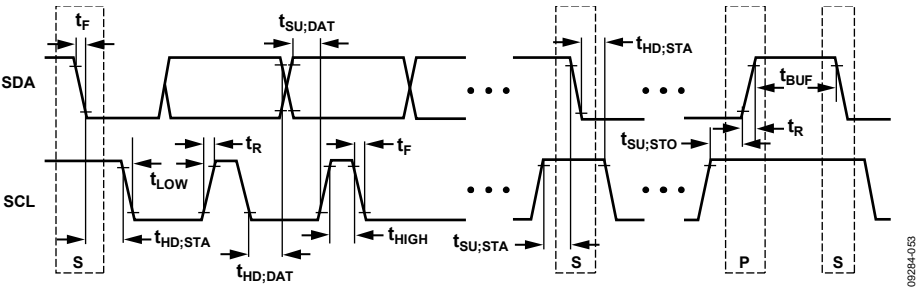 tF
tSU;DAT
tHD;STA
SDA
tBUF
tR
tF
tSU;STO
tR
tLOW
SCL
tHD;STA
tHIGH
tSU;STA
tHD;DAT
S
S
P
S
09284-053